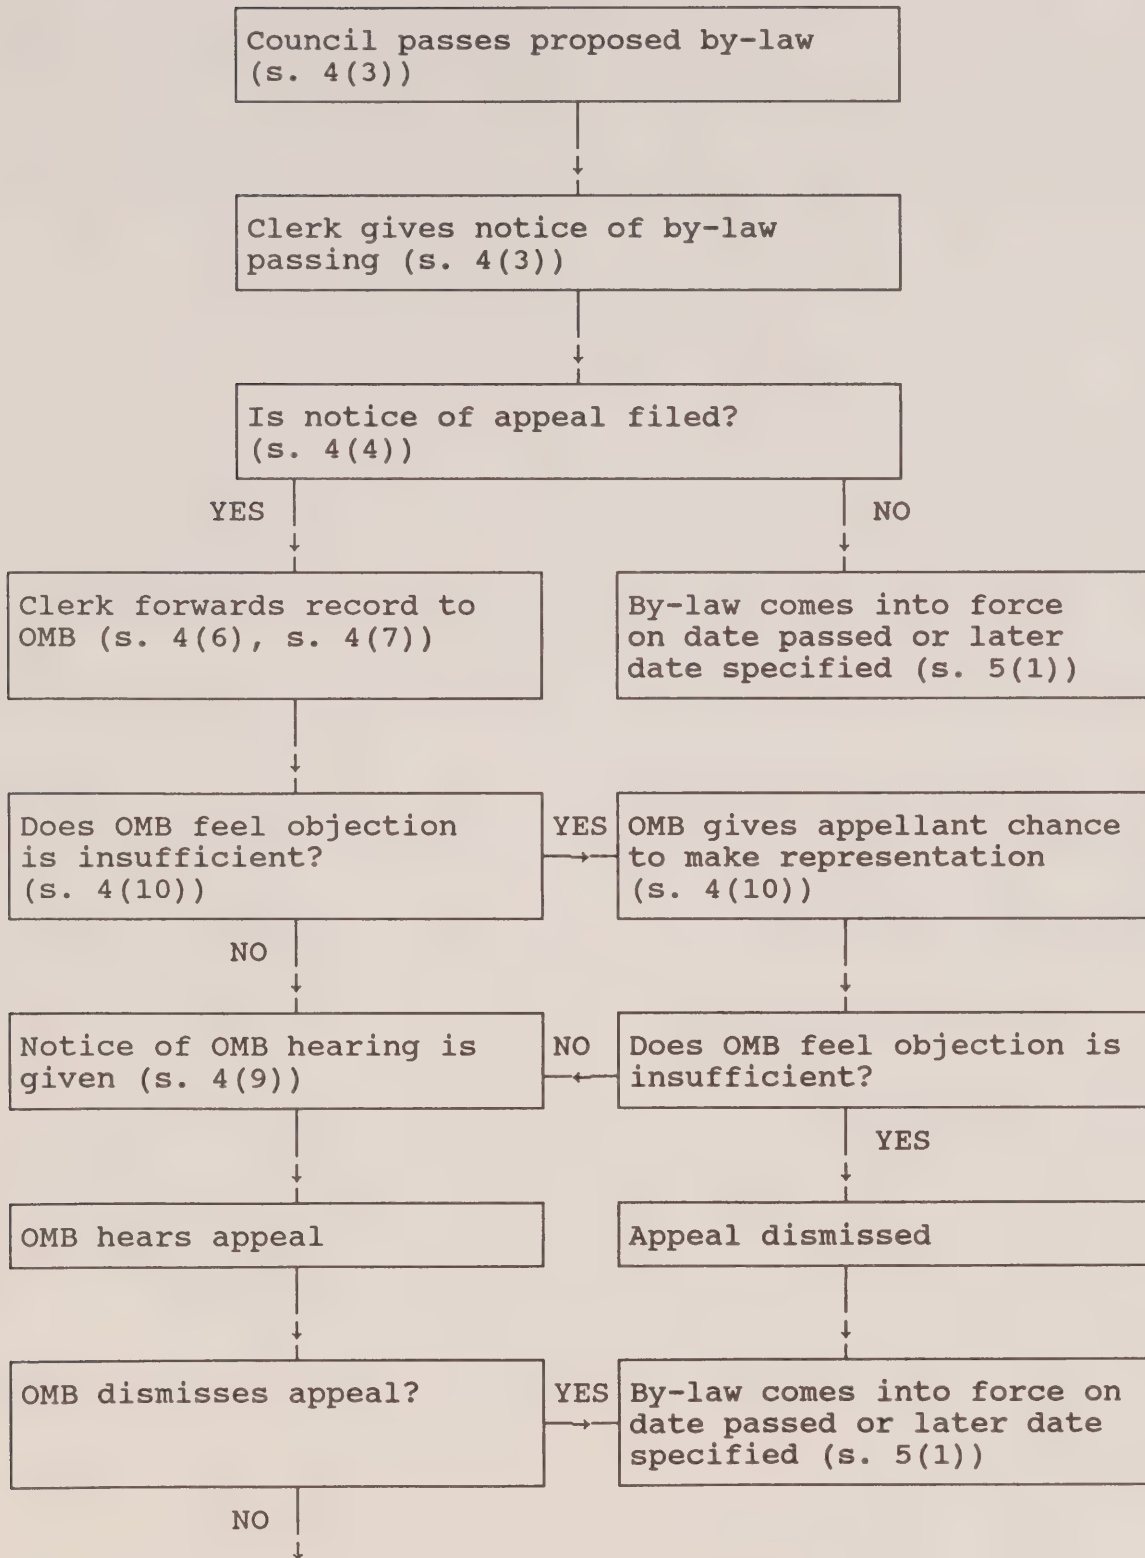 Council passes proposed by-law
(s. 4(3))
Clerk gives notice of by-law
passing (s. 4(3))
Is notice of appeal filed?
(s. 4(4))
YES
NO
Clerk forwards record to
OMB (s. 4(6), s. 4(7))
By-law comes into force
on date passed or later
date specified (s. 5(1))
Does OMB feel objection
is insufficient?
(s. 4(10))
YES
OMB gives appellant chance
to make representation
(s. 4(10))
NO
Notice of OMB hearing is
given (s. 4(9))
NO
Does OMB feel objection is
insufficient?
YES
OMB hears appeal
Appeal dismissed
OMB dismisses appeal?
YES
By-law comes into force on
date passed or later date
specified (s. 5(1))
NO